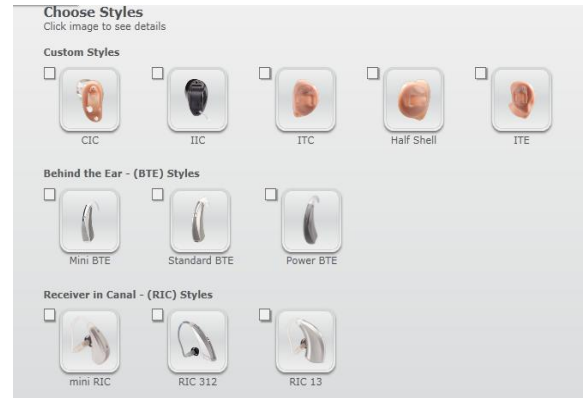 Choose Styles
Click image to see details
Custom Styles
CIC IIC ITC Half Shell ITE
Behind the Ear - (BTE) Styles
Mini BTE Standard BTE Power BTE
Receiver in Canal - (RIC) Styles
mini RIC RIC 312 RIC 13